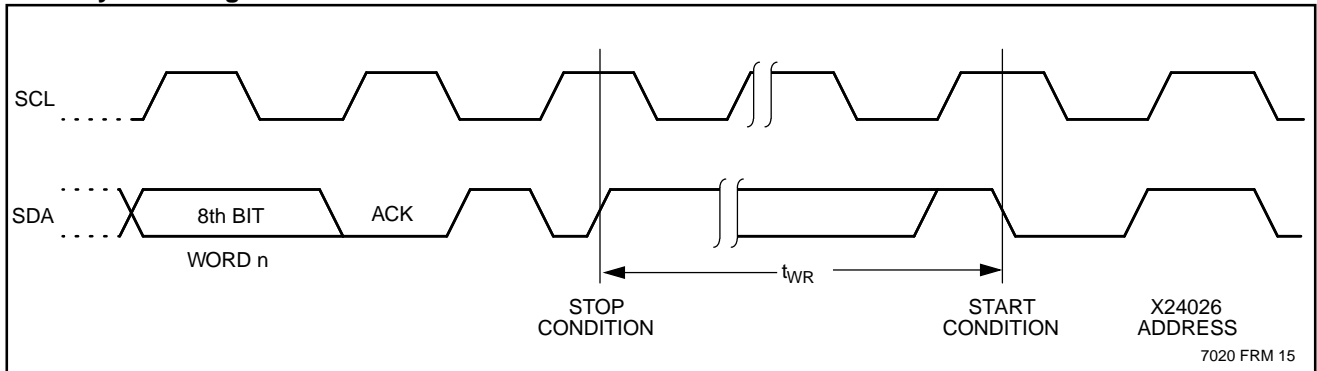 SCL
SDA
8th BIT
ACK
WORD n
tWR
STOP
CONDITION
START
CONDITION
X24026
ADDRESS
7020 FRM 15